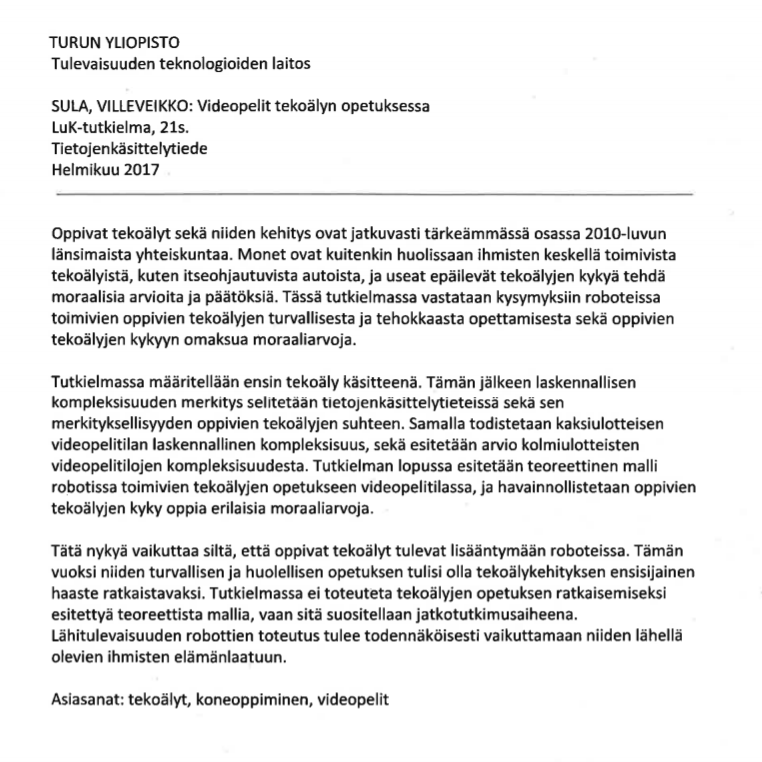 TURUN YLIOPISTO
Tulevaisuuden teknologioiden laitos
SULA, VILLEVEIKKO: Videopelit tekoälyn opetuksessa
LuK-tutkielma, 21s.
Tietojenkäsittelytiede
Helmikuu 2017
Oppivat tekoälyt sekä niiden kehitys ovat jatkuvasti tärkeämmässä osassa 2010-luvun
länsimaista yhteiskuntaa. Monet ovat kuitenkin huolissaan ihmisten keskellä toimivista
tekoälyistä, kuten itseohjautuvista autoista, ja useat epäilevät tekoälyjen kykyä tehdä
moraalisia arvioita ja päätöksiä. Tässä tutkielmassa vastataan kysymyksiin roboteissa
toimivien oppivien tekoälyjen turvallisesta ja tehokkaasta opettamisesta sekä oppivien
tekoälyjen kykyyn omaksua moraaliarvoja.
Tutkielmassa määritellään ensin tekoäly käsitteenä. Tämän jälkeen laskennallisen
kompleksisuuden merkitys selitetään tietojenkäsittelytieteissä sekä sen
merkityksellisyyden oppivien tekoälyjen suhteen. Samalla todistetaan kaksiulotteisen
videopelitilan laskennallinen kompleksisuus, sekä esitetään arvio kolmiulotteisten
videopelitilojen kompleksisuudesta. Tutkielman lopussa esitetään teoreettinen malli
robotissa toimivien tekoälyjen opetukseen videopelitilassa, ja havainnollistetaan oppivien
tekoälyjen kyky oppia erilaisia moraaliarvoja.
Tätä nykyä vaikuttaa siltä, että oppivat tekoälyt tulevat lisääntymään roboteissa. Tämän
vuoksi niiden turvallisen ja huolellisen opetuksen tulisi olla tekoälykehityksen ensisijainen
haaste ratkaistavaksi. Tutkielmassa ei toteuteta tekoälyjen opetuksen ratkaisemiseksi
esitettyä teoreettista mallia, vaan sitä suositellaan jatkotutkimusaiheena.
Lähitulevaisuuden robottien toteutus tulee todennäköisesti vaikuttamaan niiden lähellä
olevien ihmisten elämänlaatuun.
Asiasanat: tekoälyt, koneoppiminen, videopelit